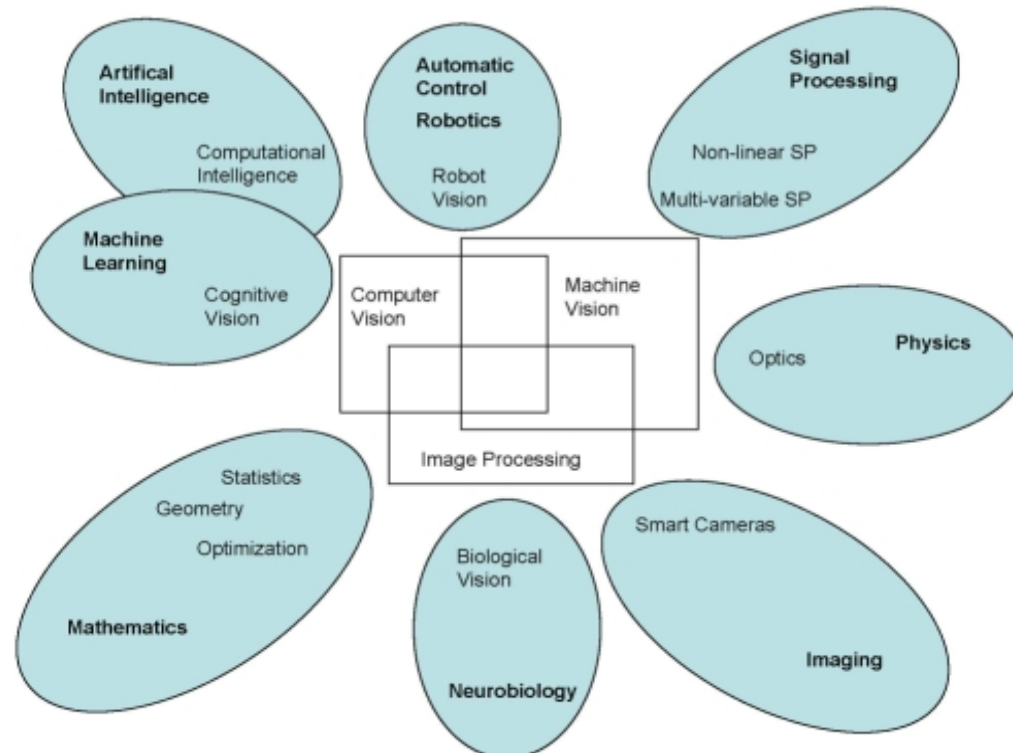 Artifical
Intelligence
Computational
Intelligence
Automatic
Control
Robotics
Robot
Vision
Signal
Processing
Non-linear SP
Multi-variable SP
Machine
Learning
Cognitive
Vision
Computer
Vision
Machine
Vision
Image Processing
Optics
Physics
Statistics
Geometry
Optimization
Mathematics
Biological
Vision
Neurobiology
Smart Cameras
Imaging